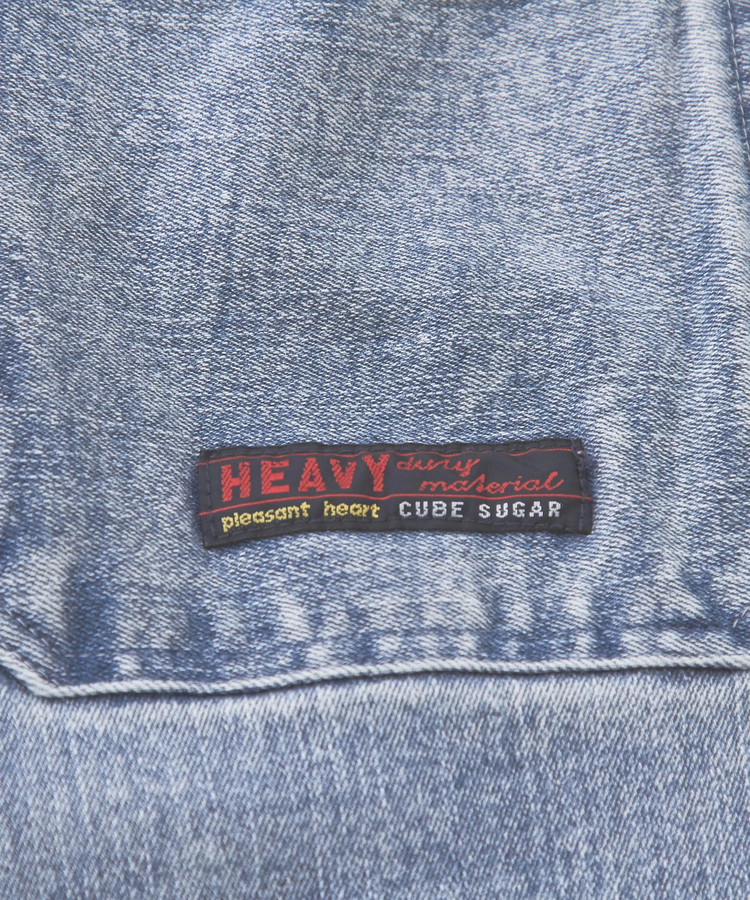 HEAVY duty
material
pleasant heart CUBE SUGAR